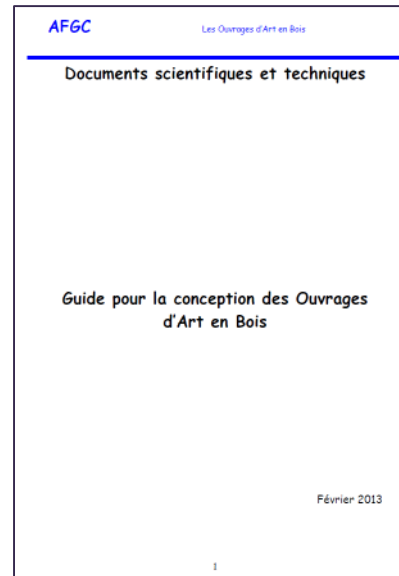 AFGC
Les Ouvrages d'Art en Bois
Documents scientifiques et techniques
Guide pour la conception des Ouvrages
d'Art en Bois
Février 2013
1